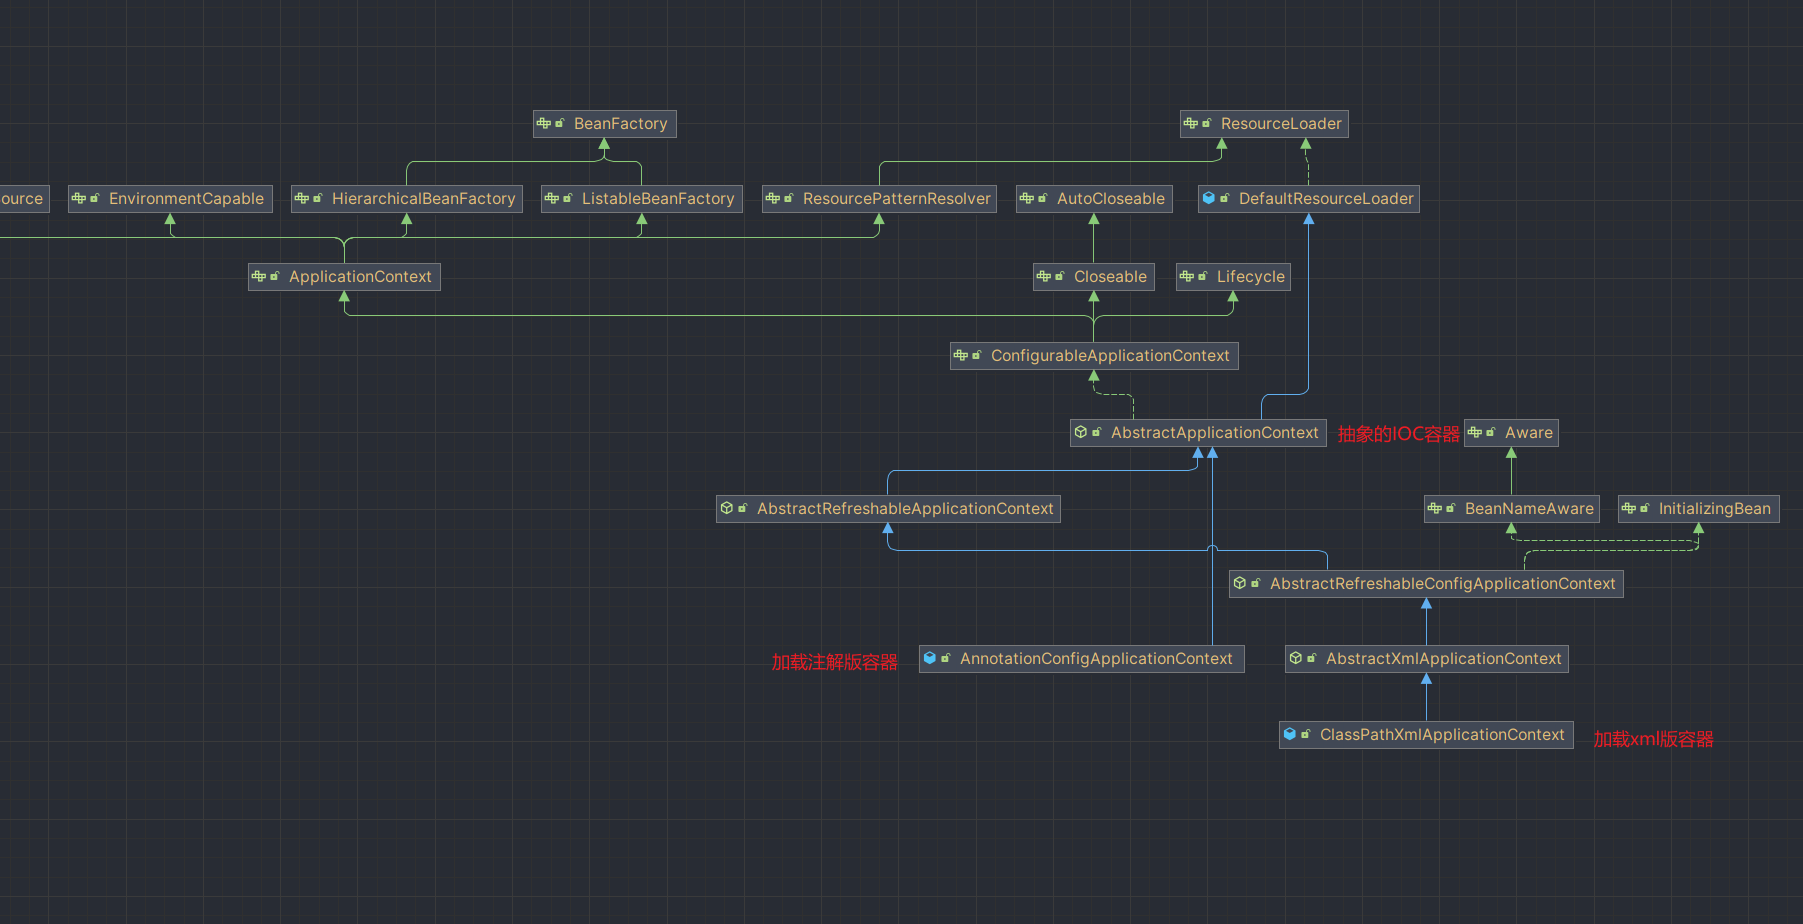 BeanFactory
ResourceLoader
ource
EnvironmentCapable
HierarchicalBeanFactory
ListableBeanFactory
ResourcePatternResolver
AutoCloseable
DefaultResourceLoader
ApplicationContext
Closeable
Lifecycle
ConfigurableApplicationContext
AbstractApplicationContext
抽象的IOC容器
Aware
AbstractRefreshableApplicationContext
BeanNameAware
InitializingBean
AbstractRefreshableConfigApplicationContext
加载注解版容器
AnnotationConfigApplicationContext
AbstractXmlApplicationContext
ClassPathXmlApplicationContext
加载xml版容器